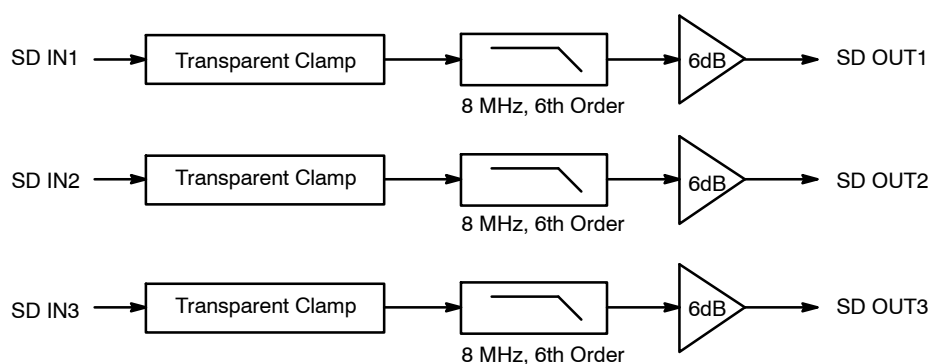 SD IN1
Transparent Clamp
6dB
SD OUT1
8 MHz, 6th Order
SD IN2
Transparent Clamp
6dB
SD OUT2
8 MHz, 6th Order
SD IN3
Transparent Clamp
6dB
SD OUT3
8 MHz, 6th Order